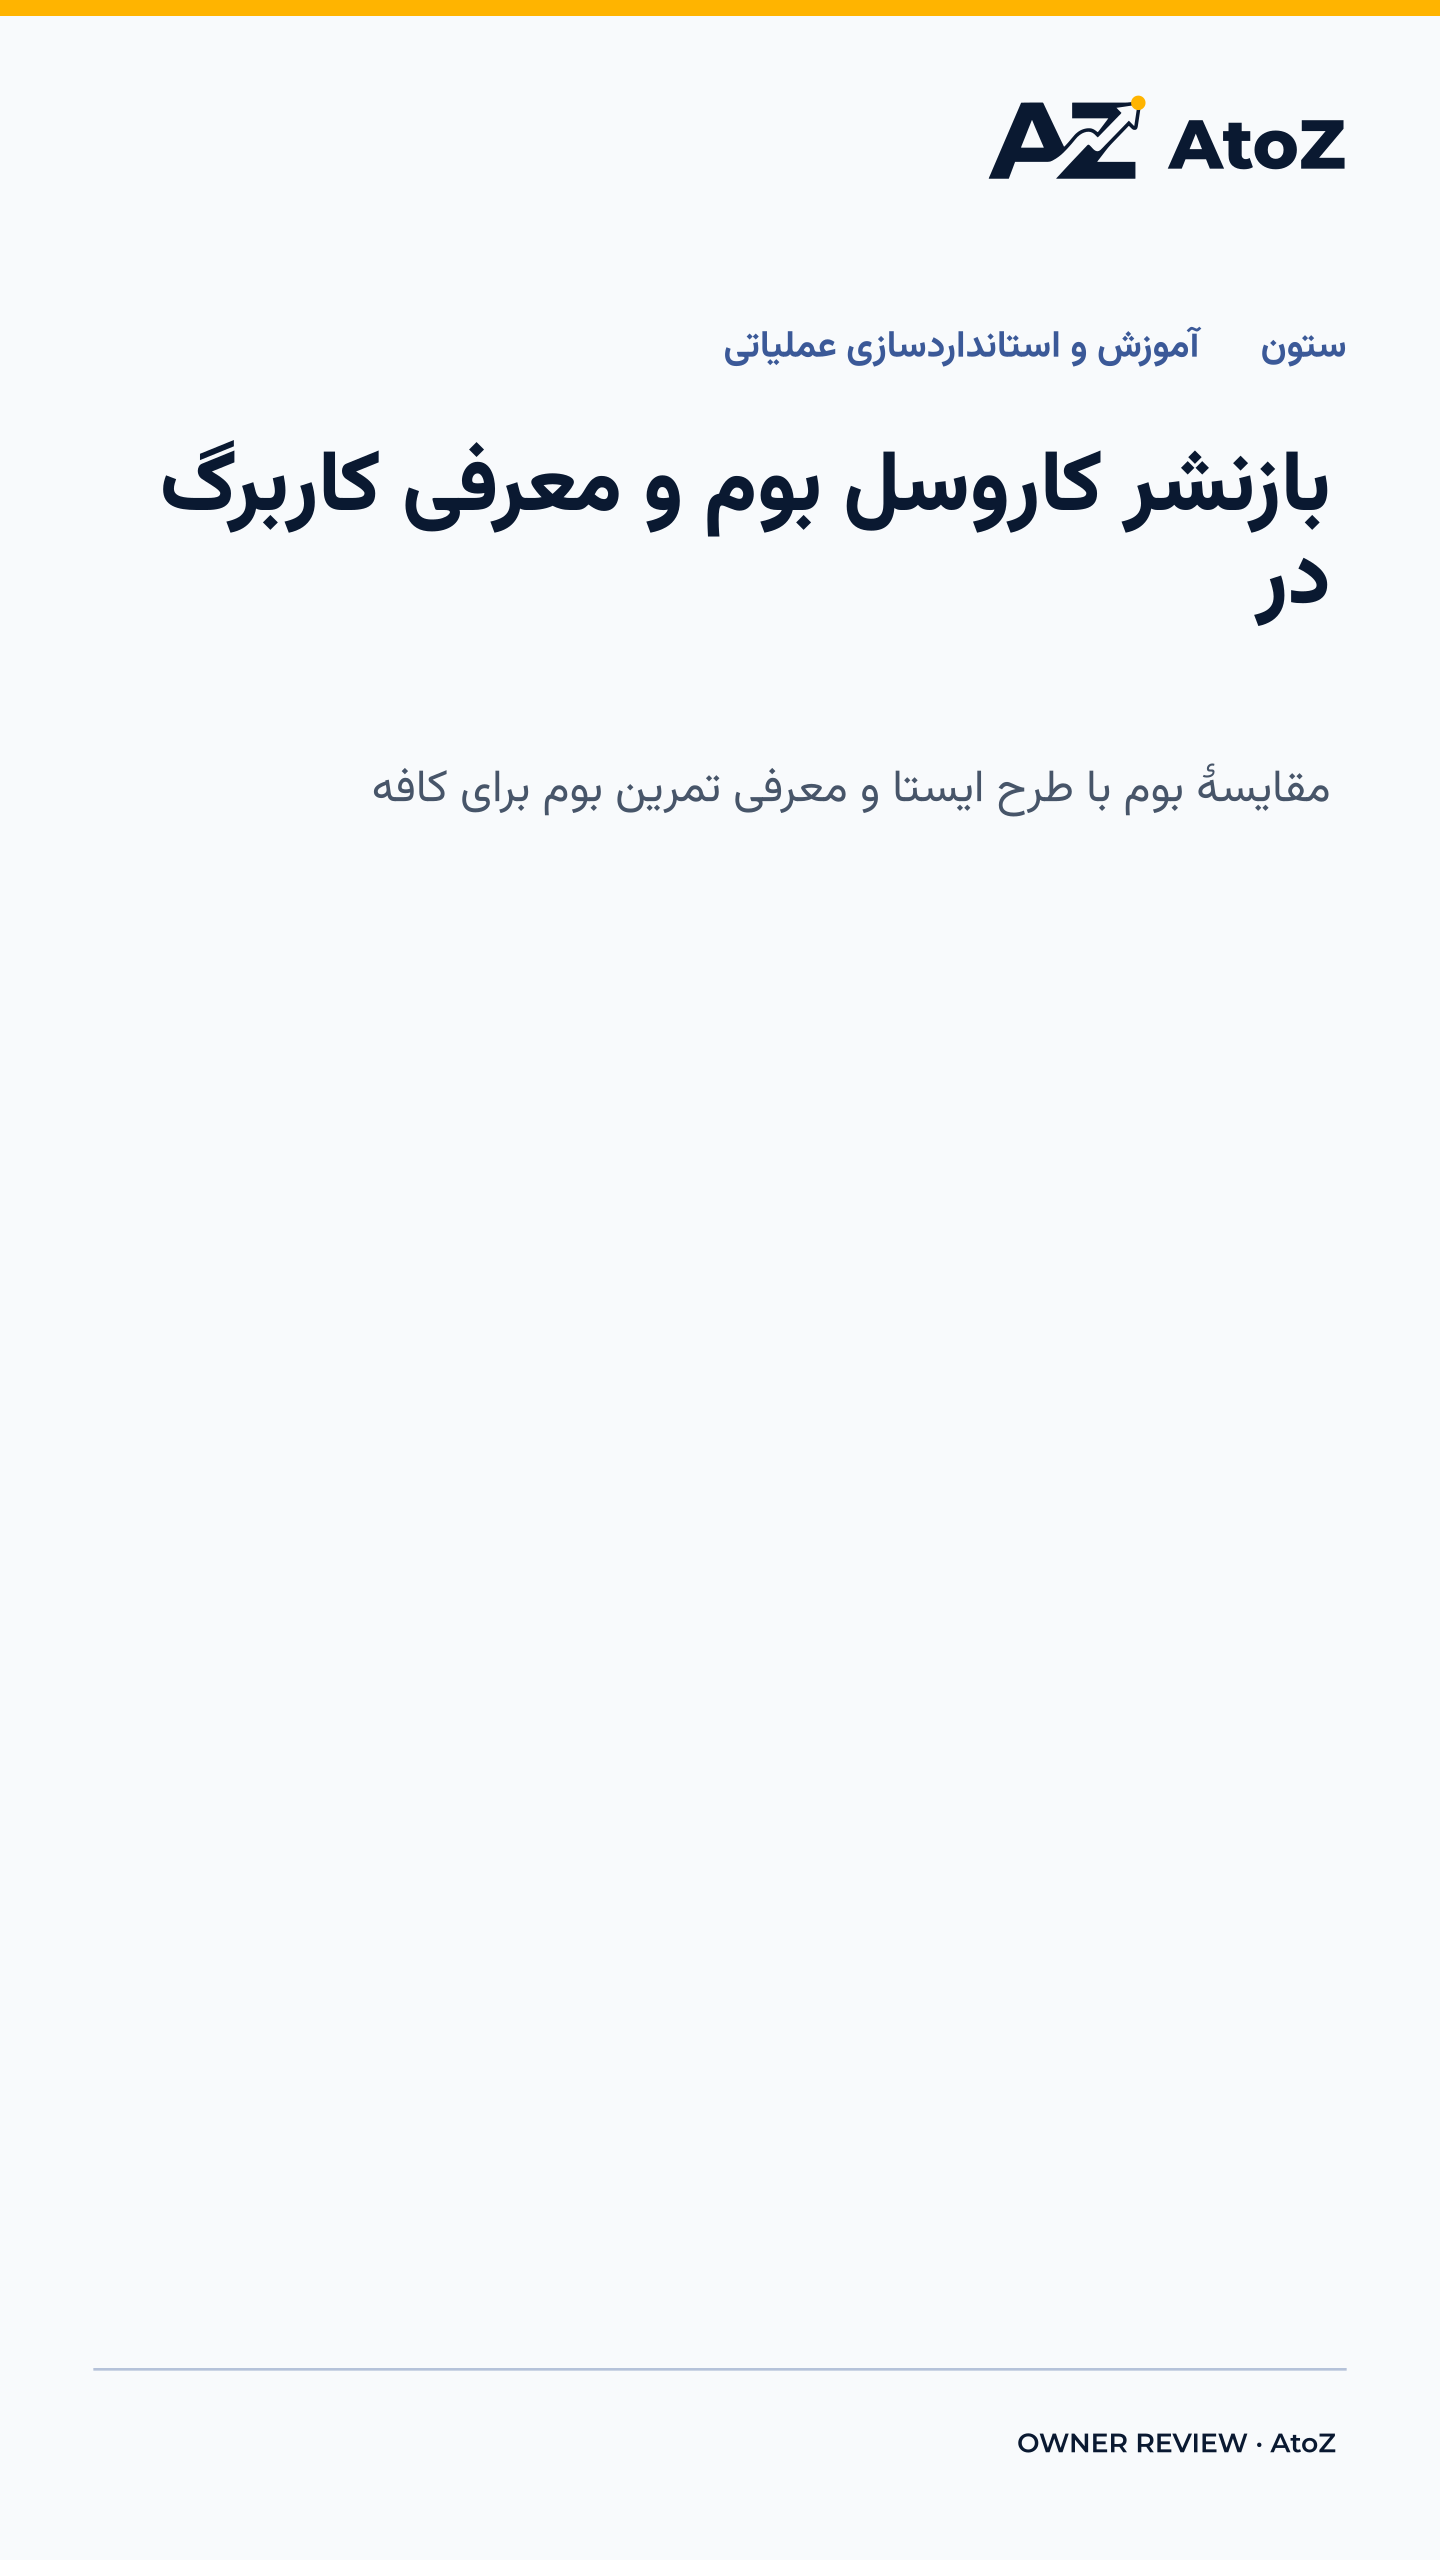 AZ AtoZ
ستون آموزش و استانداردسازی عملیاتی
بازنشر کاروسل بوم و معرفی کاربرگ
در
مقایسهٔ بوم با طرح ایستا و معرفی تمرین بوم برای کافه
OWNER REVIEW · AtoZ